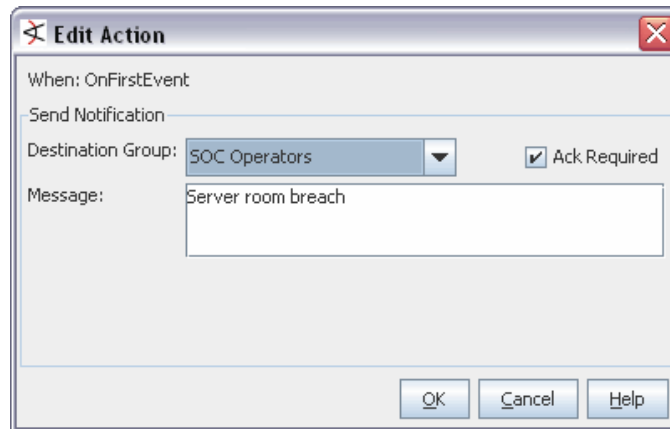 Edit Action
When: OnFirstEvent
Send Notification
Destination Group: SOC Operators Ack Required
Message: Server room breach
OK Cancel Help